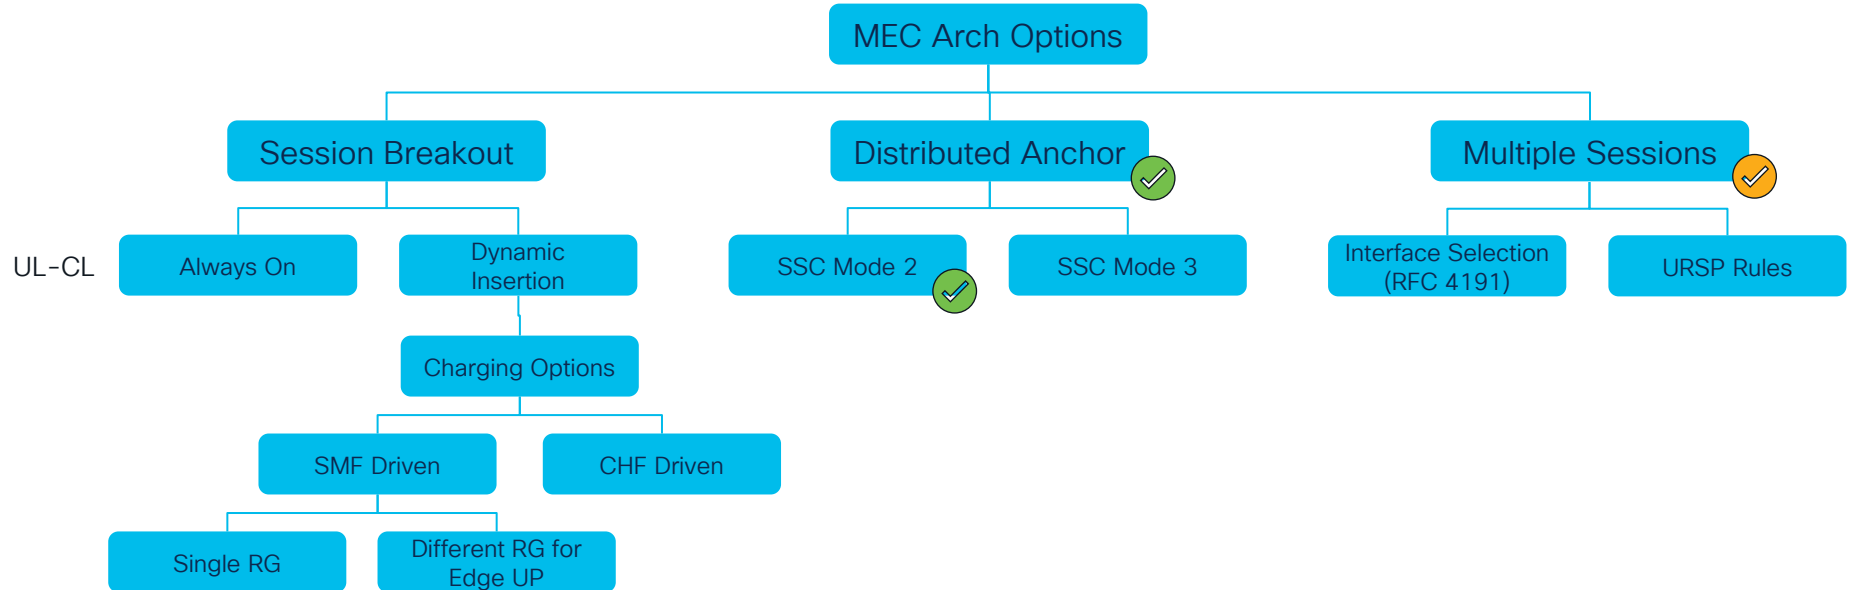 MEC Arch Options
Session Breakout
Distributed Anchor
Multiple Sessions
UL-CL
Always On
Dynamic
Insertion
SSC Mode 2
SSC Mode 3
Interface Selection
(RFC 4191)
URSP Rules
Charging Options
SMF Driven
CHF Driven
Single RG
Different RG for
Edge UP